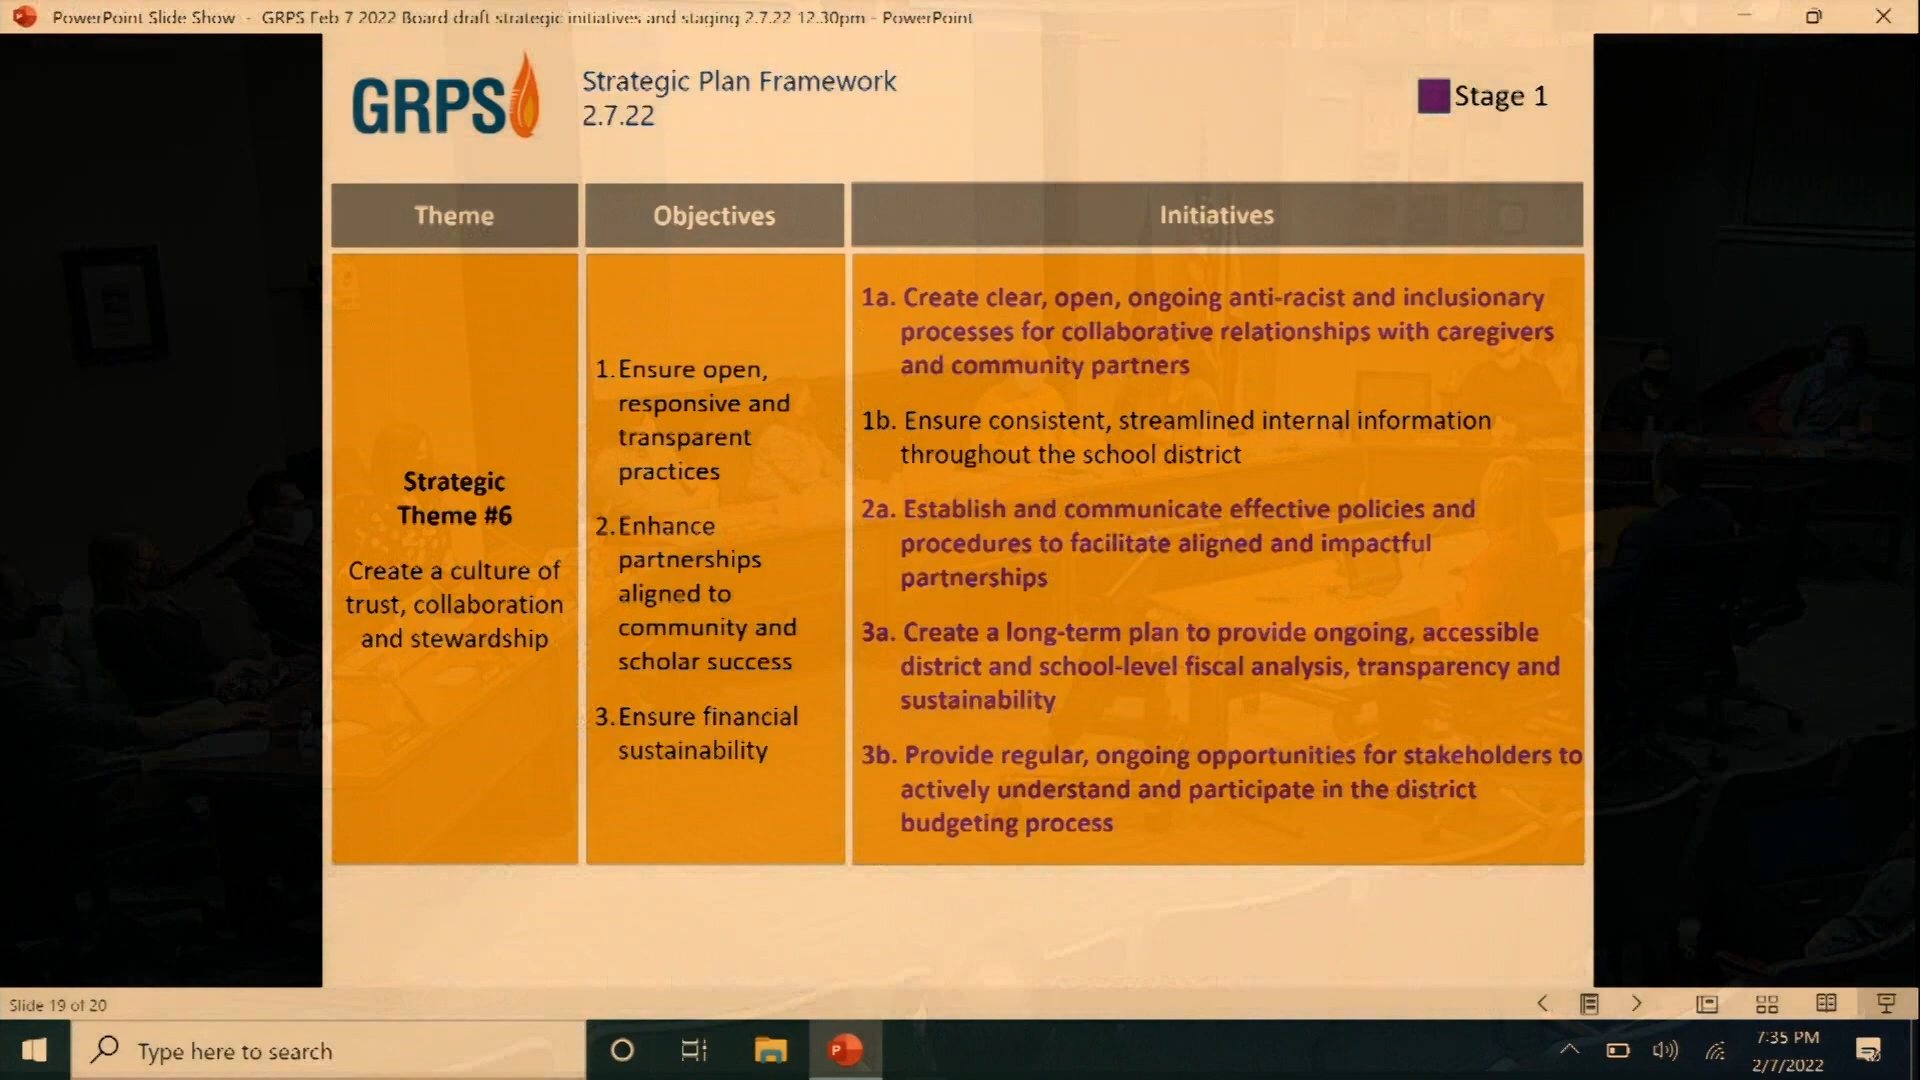 PowerPoint Slide Show - GRPS Feb 7 2022 Board draft strategic initiatives and staging 2.7.22 12.30pm - PowerPoint
GRPS
Strategic Plan Framework
2.7.22
Stage 1
Theme
Objectives
Initiatives
Strategic
Theme #6
Create a culture of
trust, collaboration
and stewardship
1. Ensure open,
responsive and
transparent
practices
2. Enhance
partnerships
aligned to
community and
scholar success
3. Ensure financial
sustainability
1a. Create clear, open, ongoing anti-racist and inclusionary
processes for collaborative relationships with caregivers
and community partners
1b. Ensure consistent, streamlined internal information
throughout the school district
2a. Establish and communicate effective policies and
procedures to facilitate aligned and impactful
partnerships
3a. Create a long-term plan to provide ongoing, accessible
district and school-level fiscal analysis, transparency and
sustainability
3b. Provide regular, ongoing opportunities for stakeholders to
actively understand and participate in the district
budgeting process
Slide 19 of 20
Type here to search
7:35 PM
2/7/2022